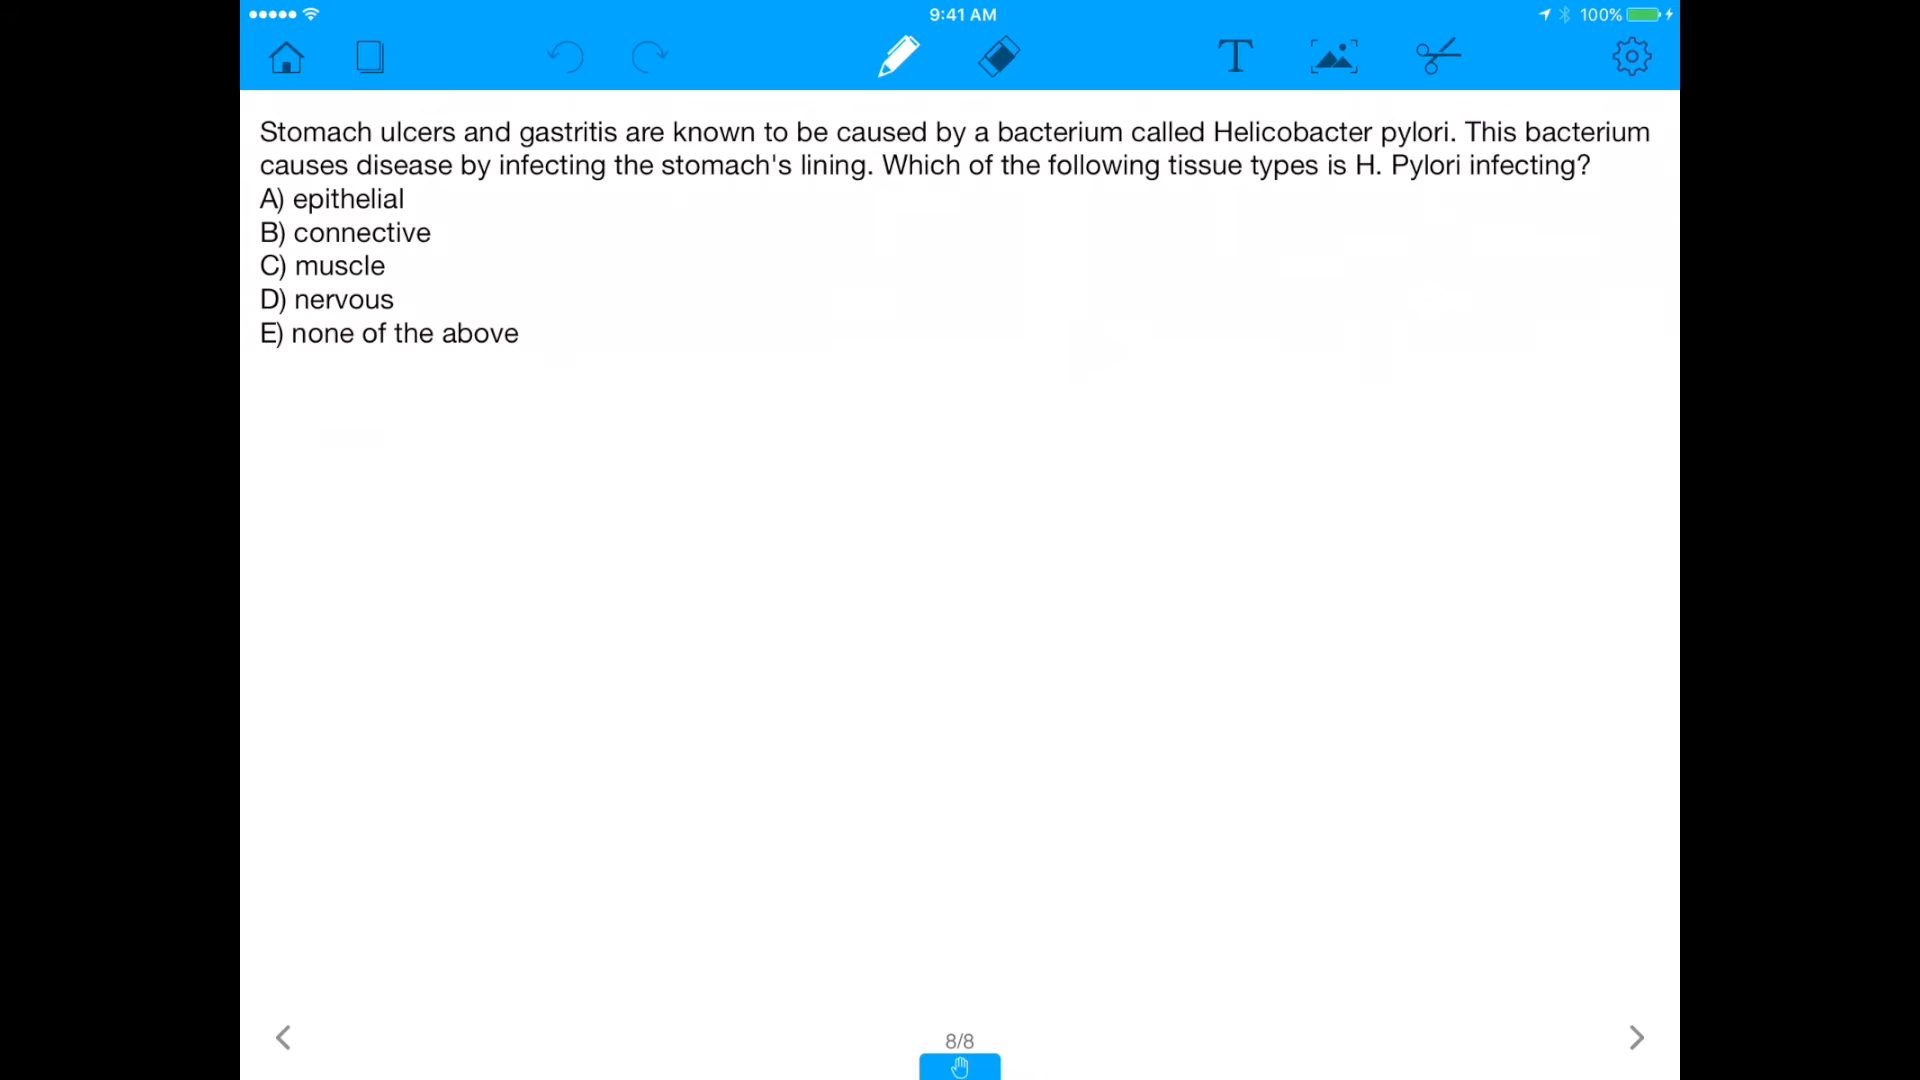 9:41 AM
100%
T
Stomach ulcers and gastritis are known to be caused by a bacterium called Helicobacter pylori. This bacterium
causes disease by infecting the stomach's lining. Which of the following tissue types is H. Pylori infecting?
A) epithelial
B) connective
C) muscle
D) nervous
E) none of the above
8/8